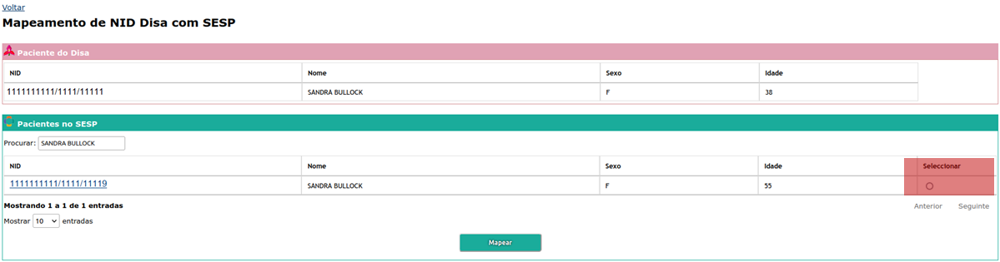 Voltar
Mapeamento de NID Disa com SESP
Paciente do Disa
NID Nome Sexo Idade
1111111111/1111/11111 SANDRA BULLOCK F 38
Pacientes no SESP
Procurar: SANDRA BULLOCK
NID Nome Sexo Idade Seleccionar
1111111111/1111/11119 SANDRA BULLOCK F 55
Mostrando 1 a 1 de 1 entradas Anterior Seguinte
Mostrar 10 entradas
Mapear